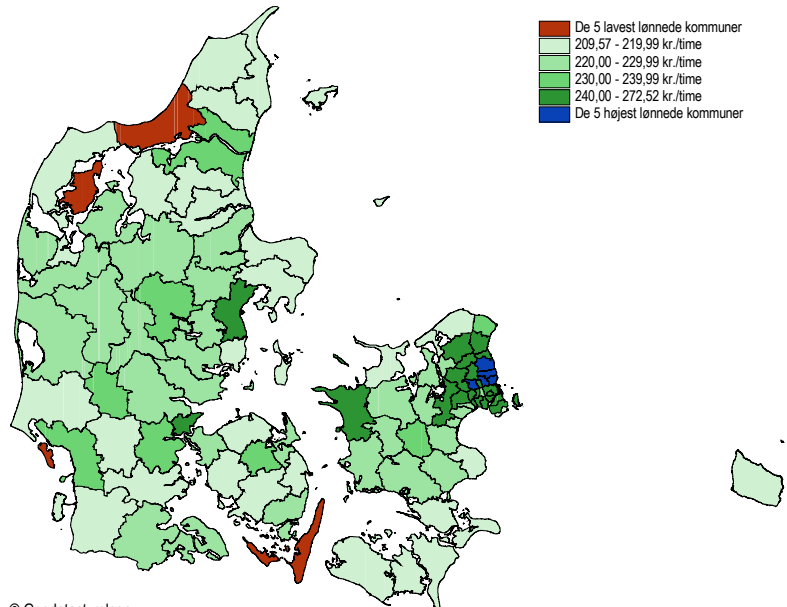 De 5 lavest lønnede kommuner
209,57 - 219,99 kr./time
220,00 - 229,99 kr./time
230,00 - 239,99 kr./time
240,00 - 272,52 kr./time
De 5 højest lønnede kommuner
©